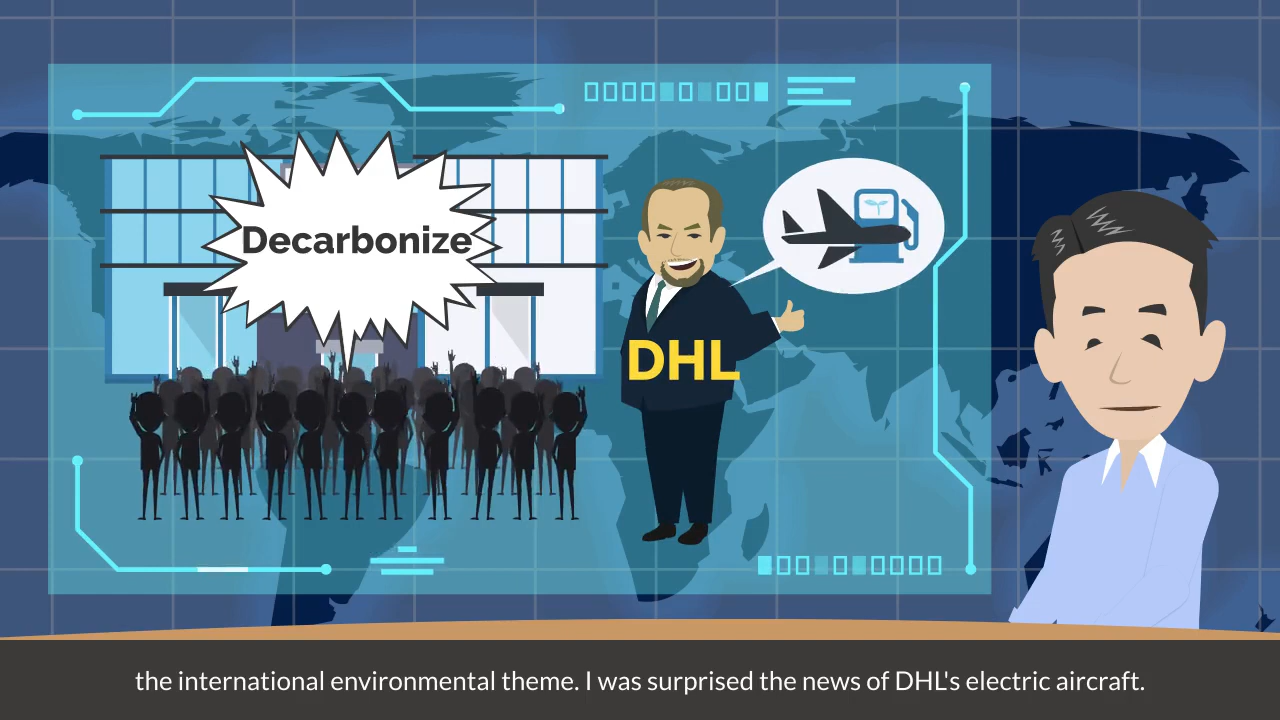 Decarbonize
DHL
the international environmental theme. I was surprised the news of DHL's electric aircraft.